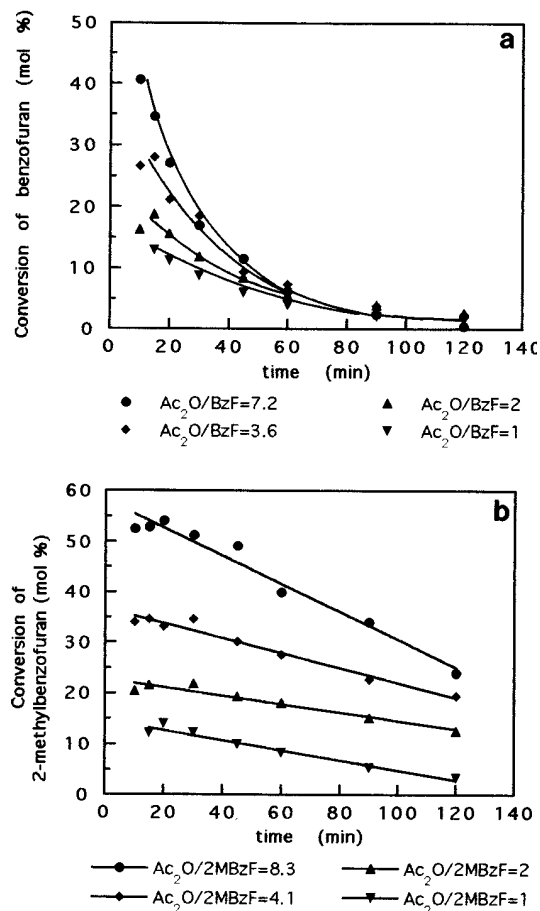 a
Conversion of benzofuran (mol %)
50
40
30
20
10
0
0 20 40 60 80 100 120 140
time (min)
Ac₂O/BzF=7.2
Ac₂O/BzF=2
Ac₂O/BzF=3.6
Ac₂O/BzF=1
b
Conversion of
2-methylbenzofuran (mol %)
60
50
40
30
20
10
0
0 20 40 60 80 100 120 140
time (min)
Ac₂O/2MBzF=8.3
Ac₂O/2MBzF=2
Ac₂O/2MBzF=4.1
Ac₂O/2MBzF=1